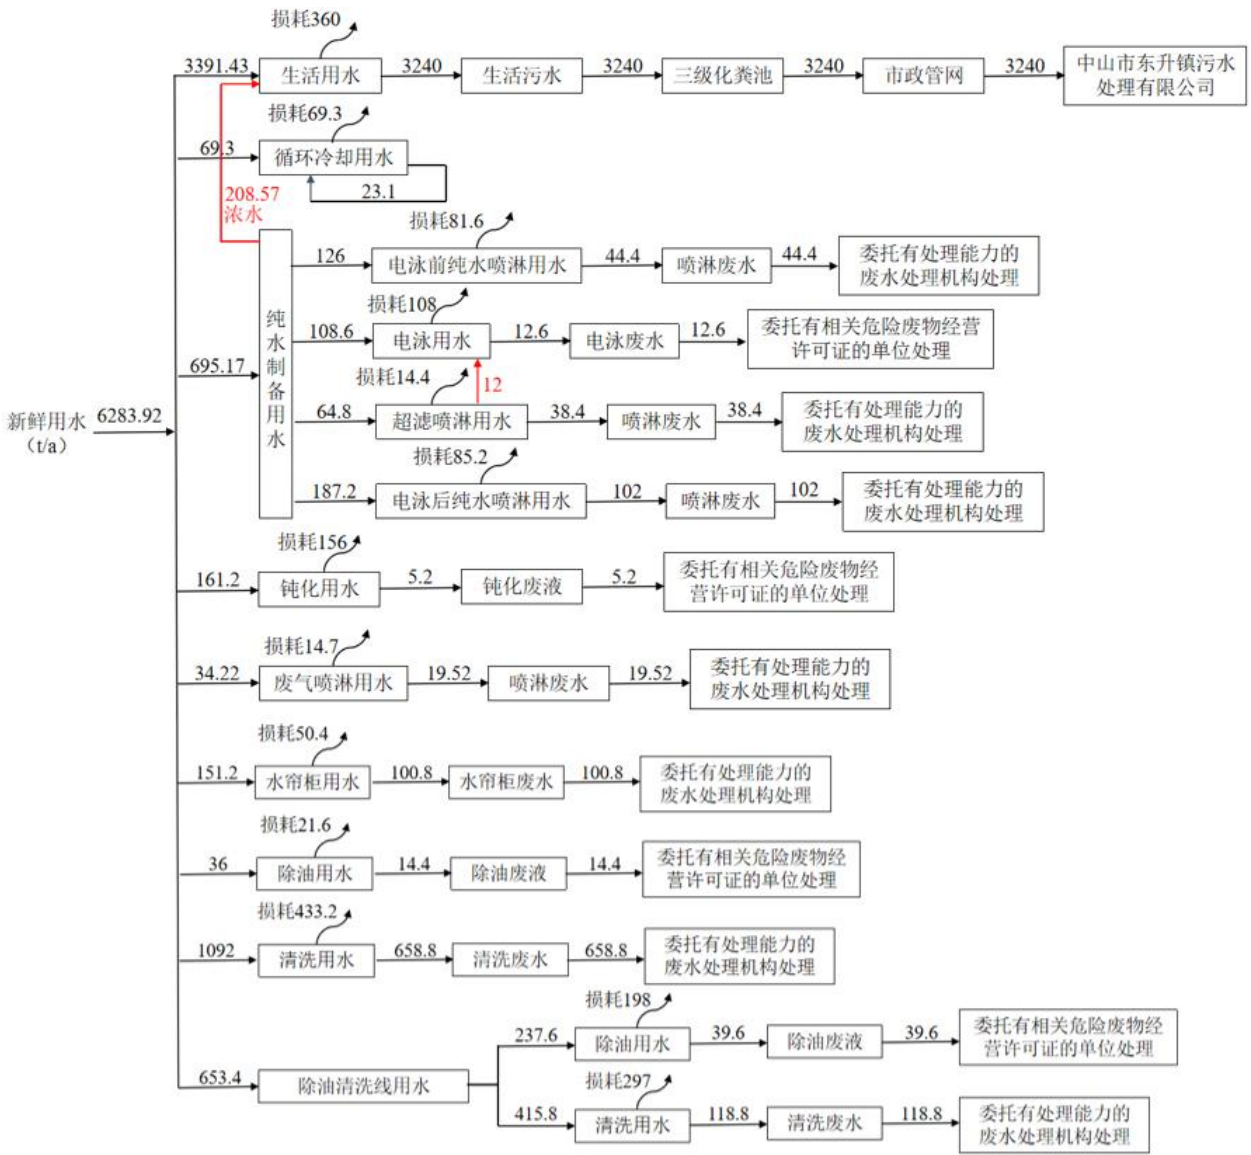 损耗360
3391.43
生活用水
3240
生活污水
3240
三级化粪池
3240
市政管网
3240
中山市东升镇污水
处理有限公司
损耗69.3
69.3
循环冷却用水
23.1
208.57
浓水
损耗81.6
126
电泳前纯水喷淋用水
44.4
喷淋废水
44.4
委托有处理能力的
废水处理机构处理
损耗108
108.6
电泳用水
12.6
电泳废水
12.6
委托有相关危险废物经营
许可证的单位处理
纯水制备用水
695.17
损耗14.4
12
64.8
超滤喷淋用水
38.4
喷淋废水
38.4
委托有处理能力的
废水处理机构处理
新鲜用水
（t/a）
6283.92
损耗85.2
187.2
电泳后纯水喷淋用水
102
喷淋废水
102
委托有处理能力的
废水处理机构处理
损耗156
161.2
钝化用水
5.2
钝化废液
5.2
委托有相关危险废物经
营许可证的单位处理
损耗14.7
34.22
废气喷淋用水
19.52
喷淋废水
19.52
委托有处理能力的
废水处理机构处理
损耗50.4
151.2
水帘柜用水
100.8
水帘柜废水
100.8
委托有处理能力的
废水处理机构处理
损耗21.6
36
除油用水
14.4
除油废液
14.4
委托有相关危险废物经
营许可证的单位处理
损耗433.2
1092
清洗用水
658.8
清洗废水
658.8
委托有处理能力的
废水处理机构处理
损耗198
237.6
除油用水
39.6
除油废液
39.6
委托有相关危险废物经
营许可证的单位处理
653.4
除油清洗线用水
损耗297
415.8
清洗用水
118.8
清洗废水
118.8
委托有处理能力的
废水处理机构处理